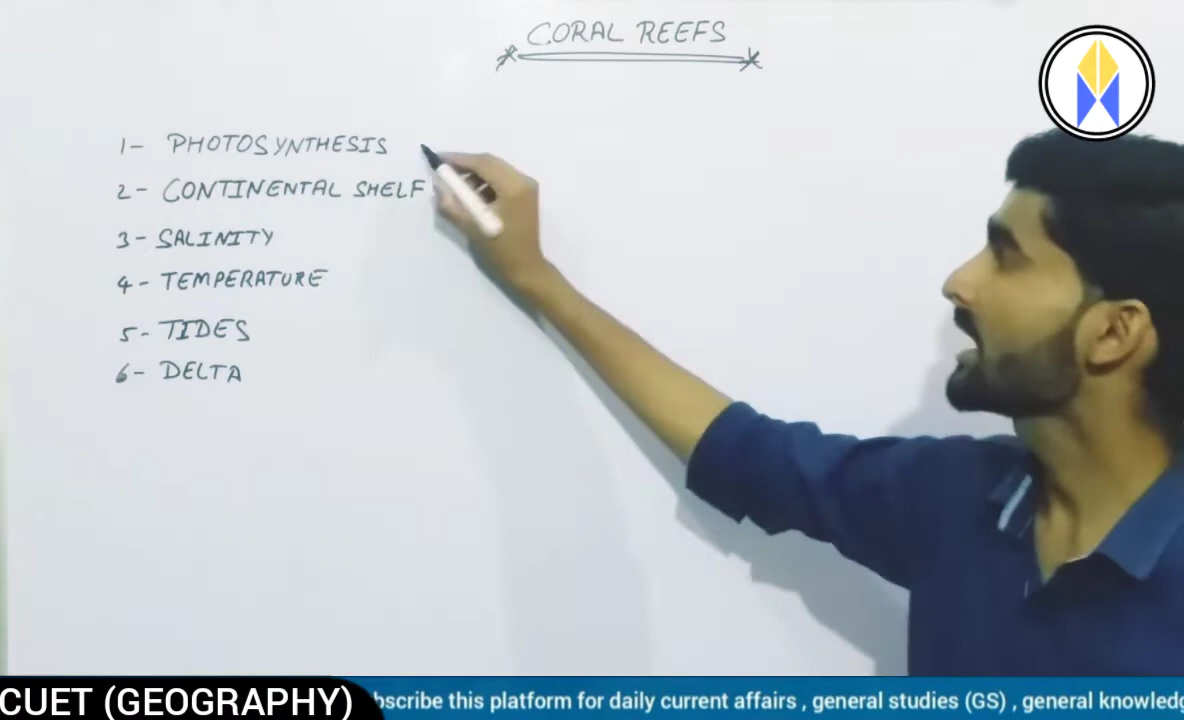 CORAL REEFS
1- PHOTOSYNTHESIS
2- CONTINENTAL SHELF
3- SALINITY
4- TEMPERATURE
5- TIDES
6- DELTA
CUET (GEOGRAPHY) bscribe this platform for daily current affairs , general studies (GS) , general knowledg